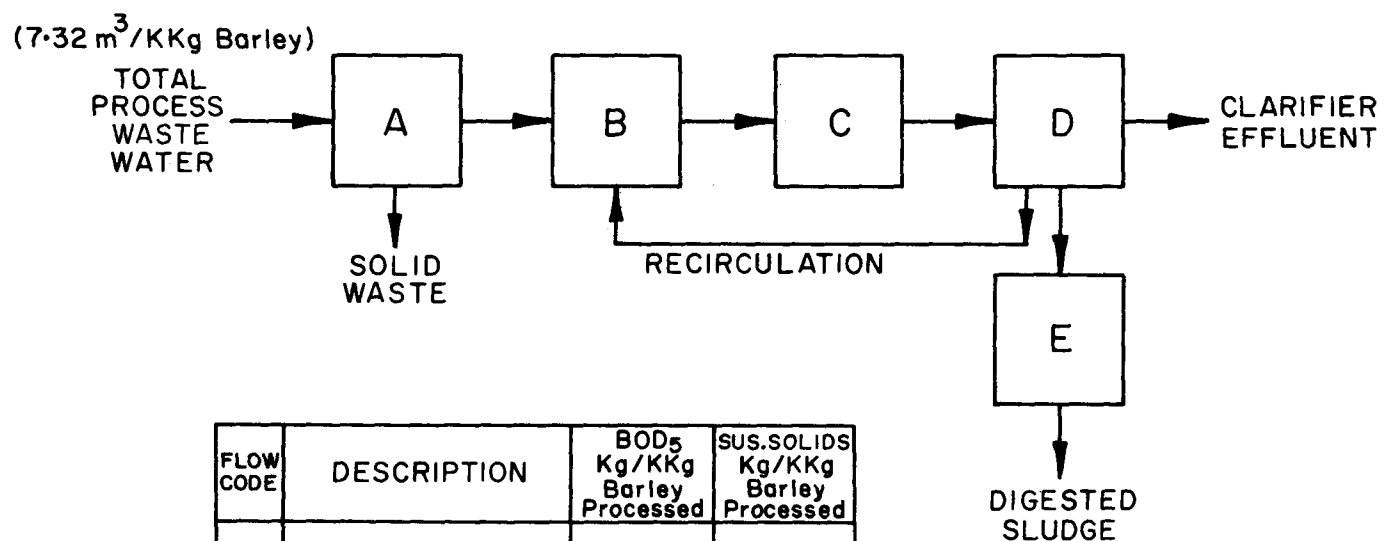 (7·32 m³/KKg Barley)
TOTAL
PROCESS
WASTE
WATER
A
B
C
D
CLARIFIER
EFFLUENT
SOLID
WASTE
RECIRCULATION
E
DIGESTED
SLUDGE
FLOW
CODE
DESCRIPTION
BOD5
Kg/KKg
Barley
Processed
SUS.SOLIDS
Kg/KKg
Barley
Processed